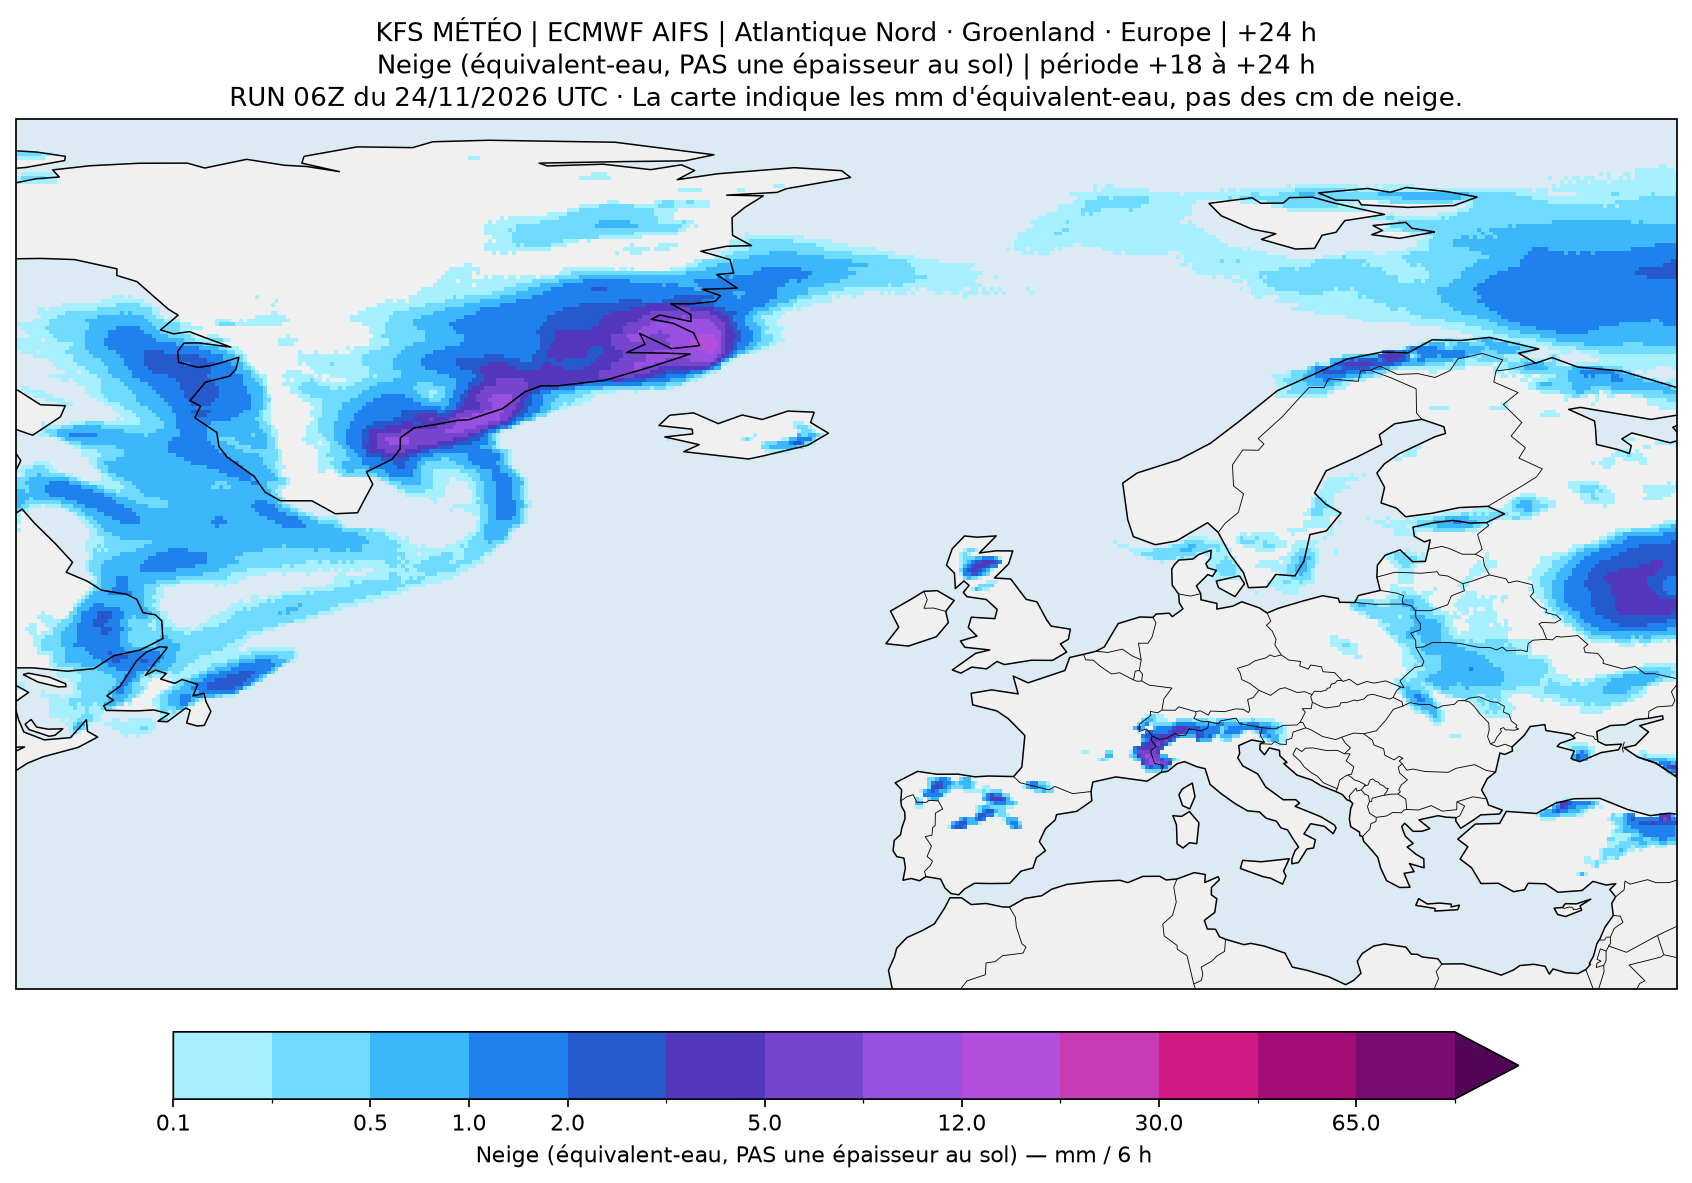 KFS MÉTÉO | ECMWF AIFS | Atlantique Nord · Groenland · Europe | +24 h
Neige (équivalent-eau, PAS une épaisseur au sol) | période +18 à +24 h
RUN 06Z du 24/11/2026 UTC · La carte indique les mm d'équivalent-eau, pas des cm de neige.
0.1 0.5 1.0 2.0 5.0 12.0 30.0 65.0
Neige (équivalent-eau, PAS une épaisseur au sol) — mm / 6 h